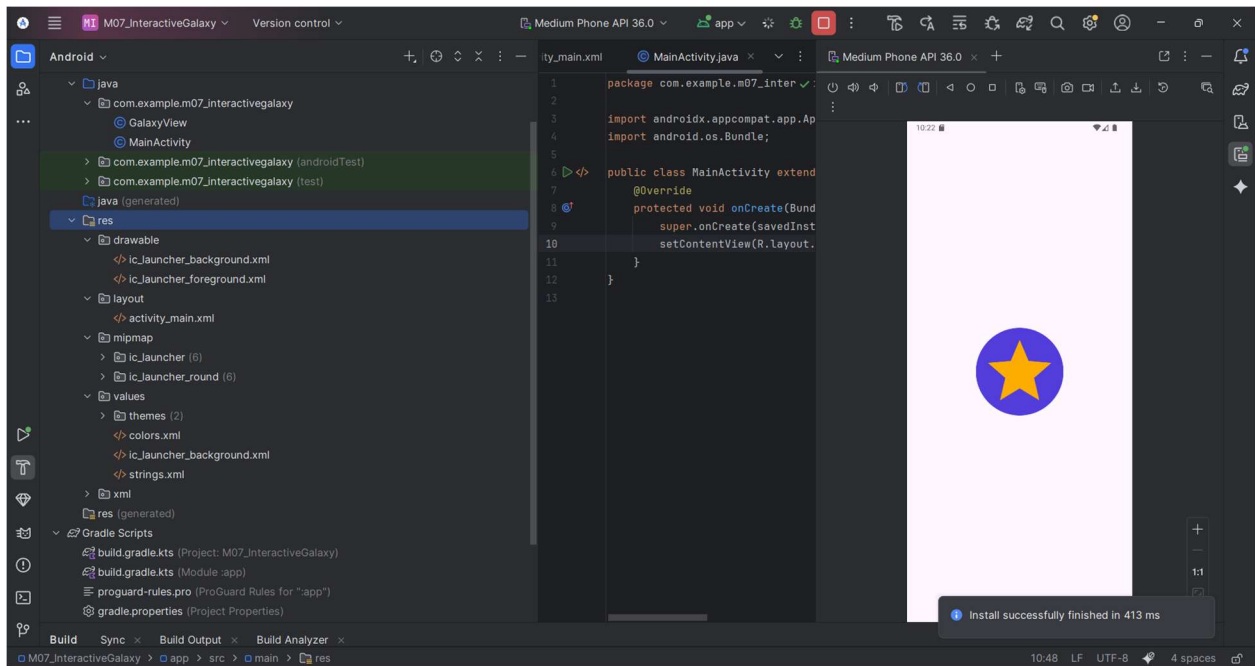 MI M07_InteractiveGalaxy Version control Medium Phone API 36.0 app
Android
java
com.example.m07_interactivegalaxy
GalaxyView
MainActivity
com.example.m07_interactivegalaxy (androidTest)
com.example.m07_interactivegalaxy (test)
java (generated)
res
drawable
ic_launcher_background.xml
ic_launcher_foreground.xml
layout
activity_main.xml
mipmap
ic_launcher (6)
ic_launcher_round (6)
values
themes (2)
colors.xml
ic_launcher_background.xml
strings.xml
xml
res (generated)
Gradle Scripts
build.gradle.kts (Project: M07_InteractiveGalaxy)
build.gradle.kts (Module :app)
proguard-rules.pro (ProGuard Rules for ":app")
gradle.properties (Project Properties)
ity_main.xml MainActivity.java
1 package com.example.m07_inter
2
3 import androidx.appcompat.app.Ap
4 import android.os.Bundle;
5
6 public class MainActivity extend
7 @Override
8 protected void onCreate(Bund
9 super.onCreate(savedInst
10 setContentView(R.layout.
11 }
12 }
13
Medium Phone API 36.0
10:22
1:1
Install successfully finished in 413 ms
Build Sync Build Output Build Analyzer
M07_InteractiveGalaxy > app > src > main > res 10:48 LF UTF-8 4 spaces